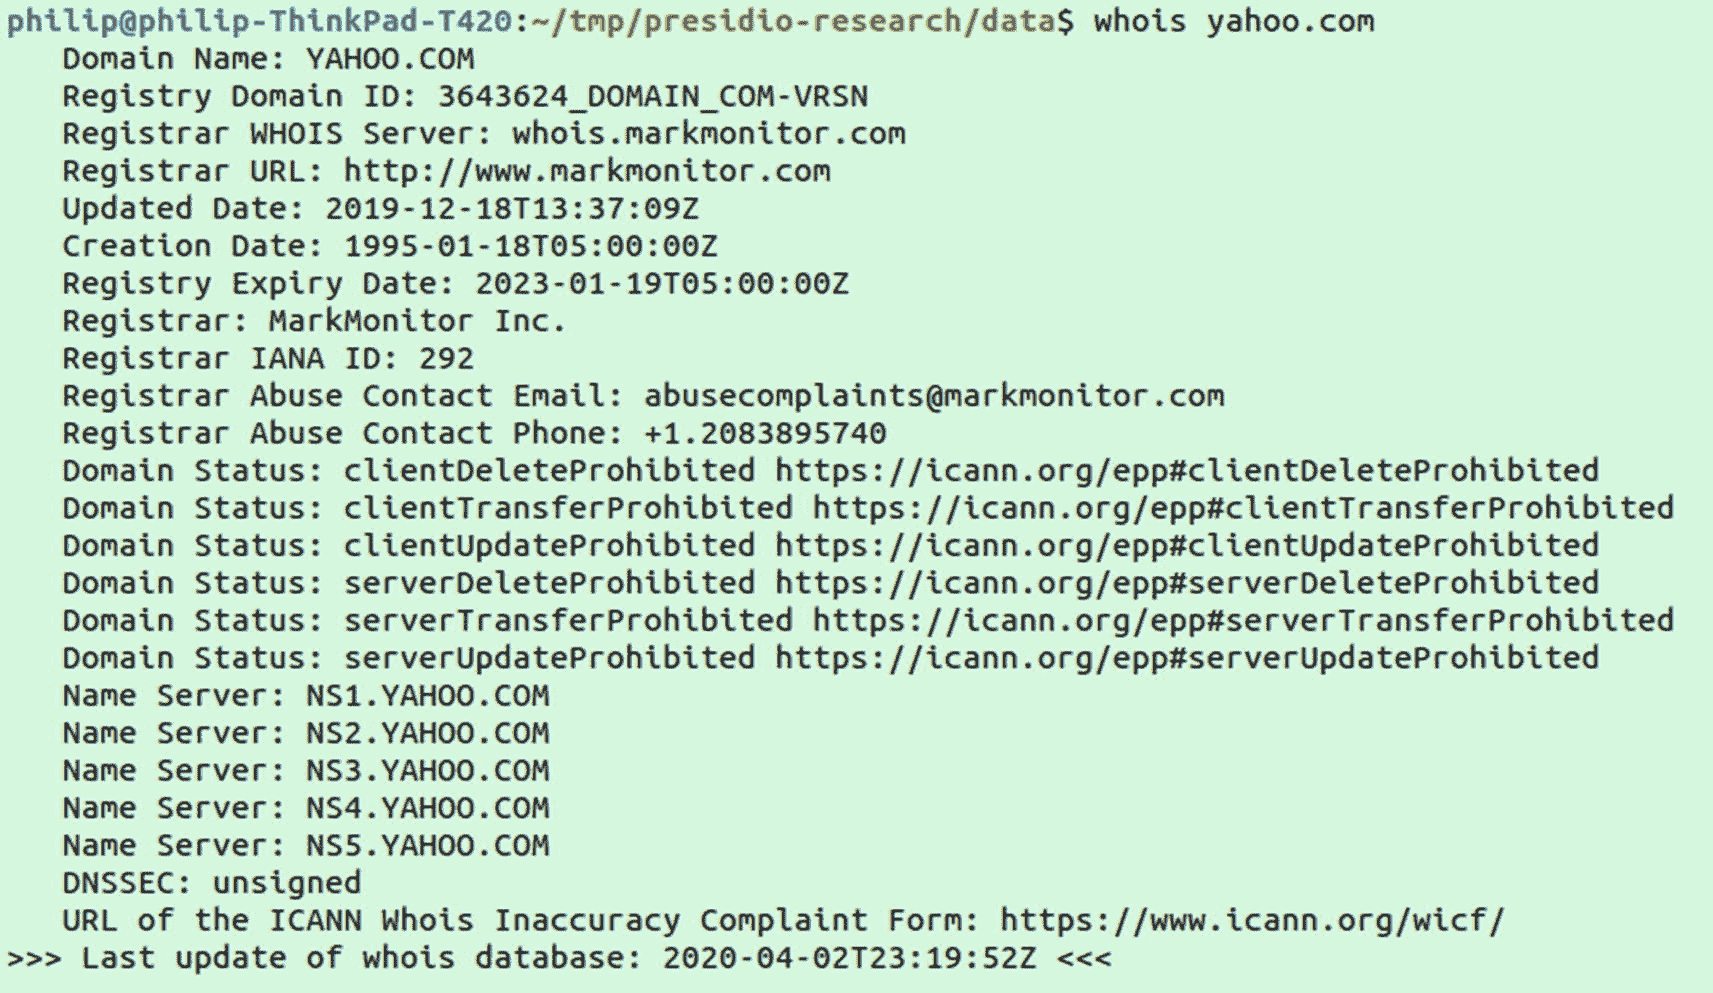 philip@philip-ThinkPad-T420:~/tmp/presidio-research/data$ whois yahoo.com
Domain Name: YAHOO.COM
Registry Domain ID: 3643624_DOMAIN_COM-VRSN
Registrar WHOIS Server: whois.markmonitor.com
Registrar URL: http://www.markmonitor.com
Updated Date: 2019-12-18T13:37:09Z
Creation Date: 1995-01-18T05:00:00Z
Registry Expiry Date: 2023-01-19T05:00:00Z
Registrar: MarkMonitor Inc.
Registrar IANA ID: 292
Registrar Abuse Contact Email: abusecomplaints@markmonitor.com
Registrar Abuse Contact Phone: +1.2083895740
Domain Status: clientDeleteProhibited https://icann.org/epp#clientDeleteProhibited
Domain Status: clientTransferProhibited https://icann.org/epp#clientTransferProhibited
Domain Status: clientUpdateProhibited https://icann.org/epp#clientUpdateProhibited
Domain Status: serverDeleteProhibited https://icann.org/epp#serverDeleteProhibited
Domain Status: serverTransferProhibited https://icann.org/epp#serverTransferProhibited
Domain Status: serverUpdateProhibited https://icann.org/epp#serverUpdateProhibited
Name Server: NS1.YAHOO.COM
Name Server: NS2.YAHOO.COM
Name Server: NS3.YAHOO.COM
Name Server: NS4.YAHOO.COM
Name Server: NS5.YAHOO.COM
DNSSEC: unsigned
URL of the ICANN Whois Inaccuracy Complaint Form: https://www.icann.org/wicf/
>>> Last update of whois database: 2020-04-02T23:19:52Z <<<